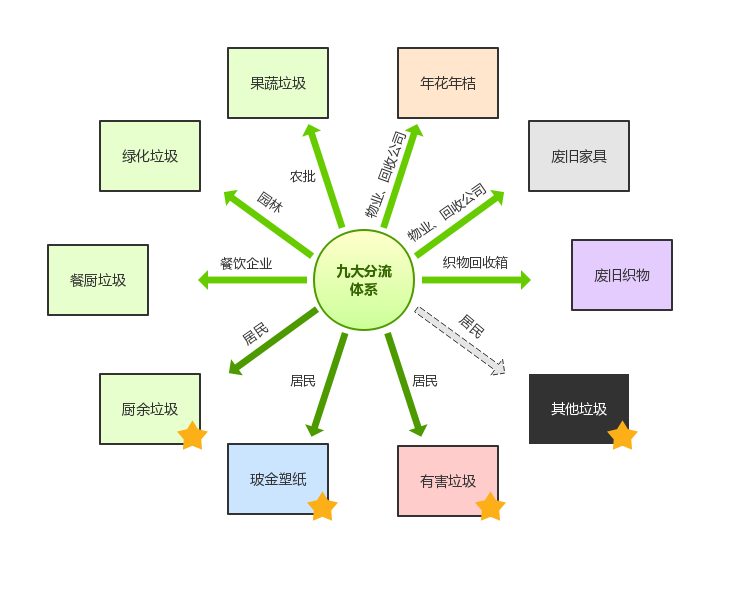 果蔬垃圾
年花年桔
绿化垃圾
废旧家具
农批
物业、回收公司
园林
物业、回收公司
餐厨垃圾
餐饮企业
九大分流
体系
织物回收箱
废旧织物
居民
居民
厨余垃圾
居民
居民
其他垃圾
玻金塑纸
有害垃圾